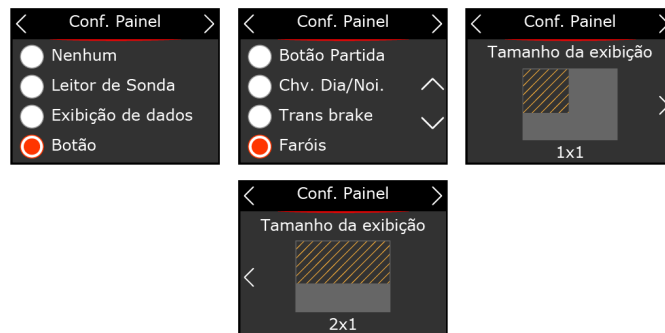 Conf. Painel
Nenhum
Leitor de Sonda
Exibição de dados
Botão
Conf. Painel
Botão Partida
Chv. Dia/Noi.
Trans brake
Faróis
Conf. Painel
Tamanho da exibição
1x1
Conf. Painel
Tamanho da exibição
2x1